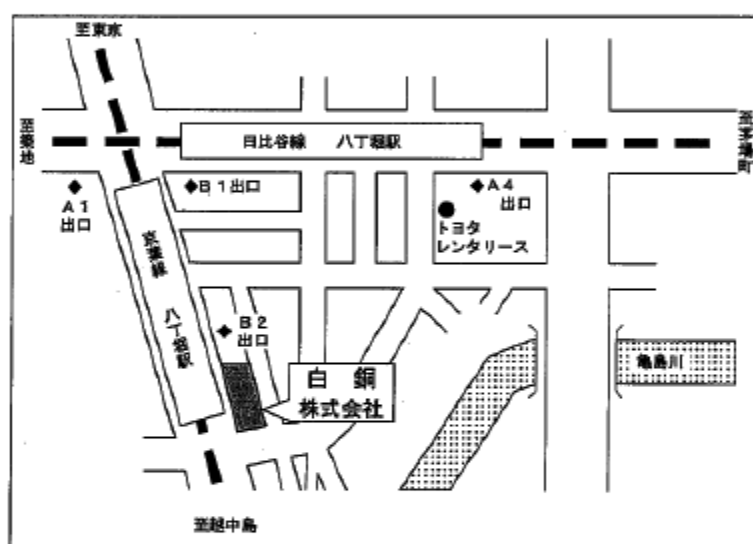 至東京
至築地
日比谷線 八丁堀駅
至茅場町
◆A1
出口
◆B1出口
◆A4
出口
トヨタ
レンタリース
京葉線 八丁堀駅
◆B2
出口
白銅
株式会社
亀島川
至越中島